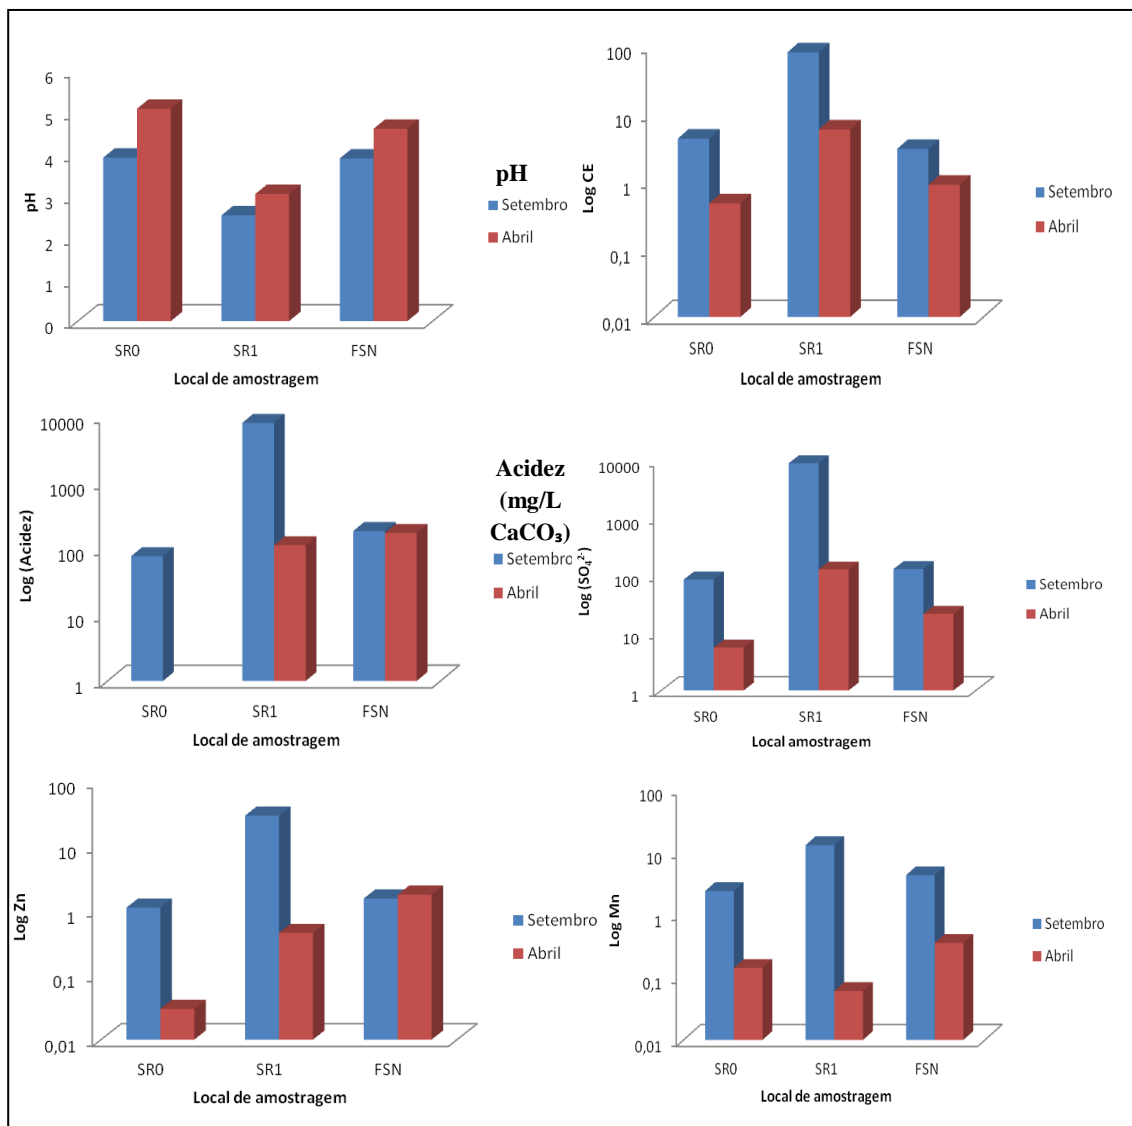 6
5
4
3
2
1
0
pH
SR0 SR1 FSN
Local de amostragem
pH
Setembro
Abril
100
10
1
0,1
0,01
Log CE
SR0 SR1 FSN
Local de amostragem
Setembro
Abril
10000
1000
100
10
1
Log (Acidez)
SR0 SR1 FSN
Local de amostragem
Acidez
(mg/L
CaCO₃)
Setembro
Abril
10000
1000
100
10
1
Log (SO₄²⁻)
SR0 SR1 FSN
Local amostragem
Setembro
Abril
100
10
1
0,1
0,01
Log Zn
SR0 SR1 FSN
Local de amostragem
Setembro
Abril
100
10
1
0,1
0,01
Log Mn
SR0 SR1 FSN
Local de amostragem
Setembro
Abril